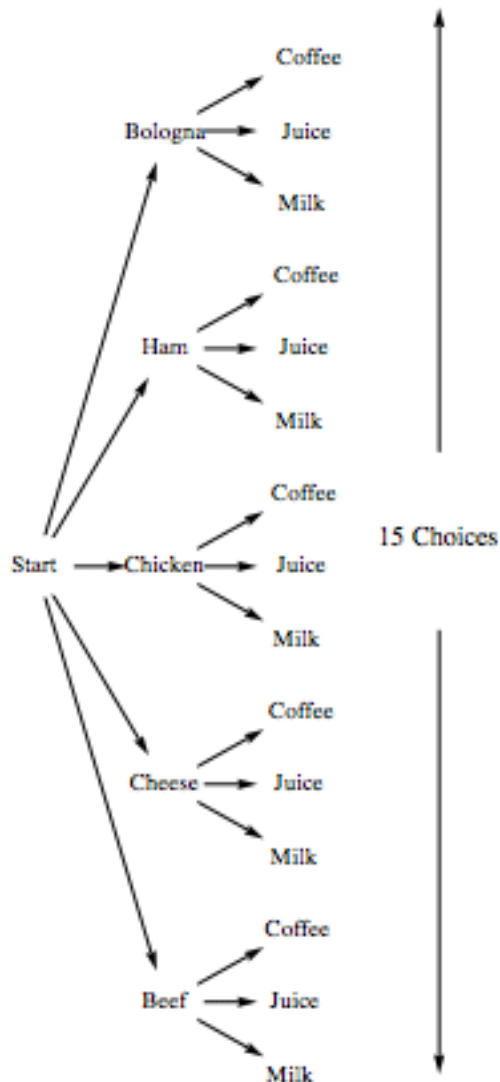 Coffee
Bologna
Juice
Milk
Coffee
Ham
Juice
Milk
Coffee
15 Choices
Start
Chicken
Juice
Milk
Coffee
Cheese
Juice
Milk
Coffee
Beef
Juice
Milk